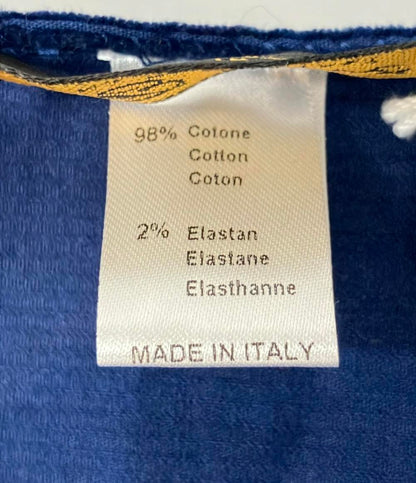 98% Cotone
Cotton
Coton
2% Elastan
Elastane
Elasthanne
MADE IN ITALY